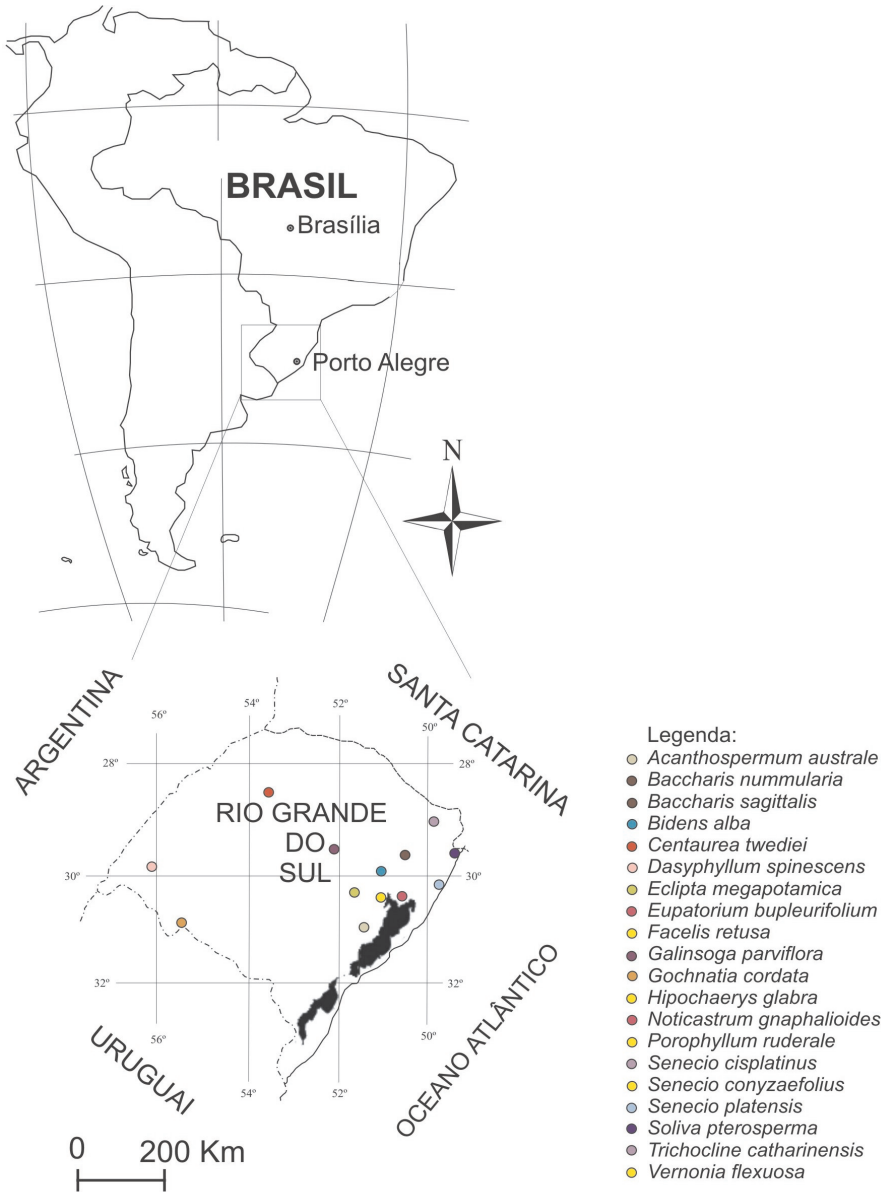 BRASIL
Brasília
Porto Alegre
N
ARGENTINA
SANTA CATARINA
56º
54º
52º
50º
28º
28º
RIO GRANDE
DO
SUL
30º
30º
32º
32º
56º
54º
52º
50º
URUGUAI
OCEANO ATLÂNTICO
0 200 Km
Legenda:
Acanthospermum australe
Baccharis nummularia
Baccharis sagittalis
Bidens alba
Centaurea twediei
Dasyphyllum spinescens
Eclipta megapotamica
Eupatorium bupleurifolium
Facelis retusa
Galinsoga parviflora
Gochnatia cordata
Hipochaerys glabra
Noticastrum gnaphalioides
Porophyllum ruderale
Senecio cisplatinus
Senecio conyzaefolius
Senecio platensis
Soliva pterosperma
Trichocline catharinensis
Vernonia flexuosa